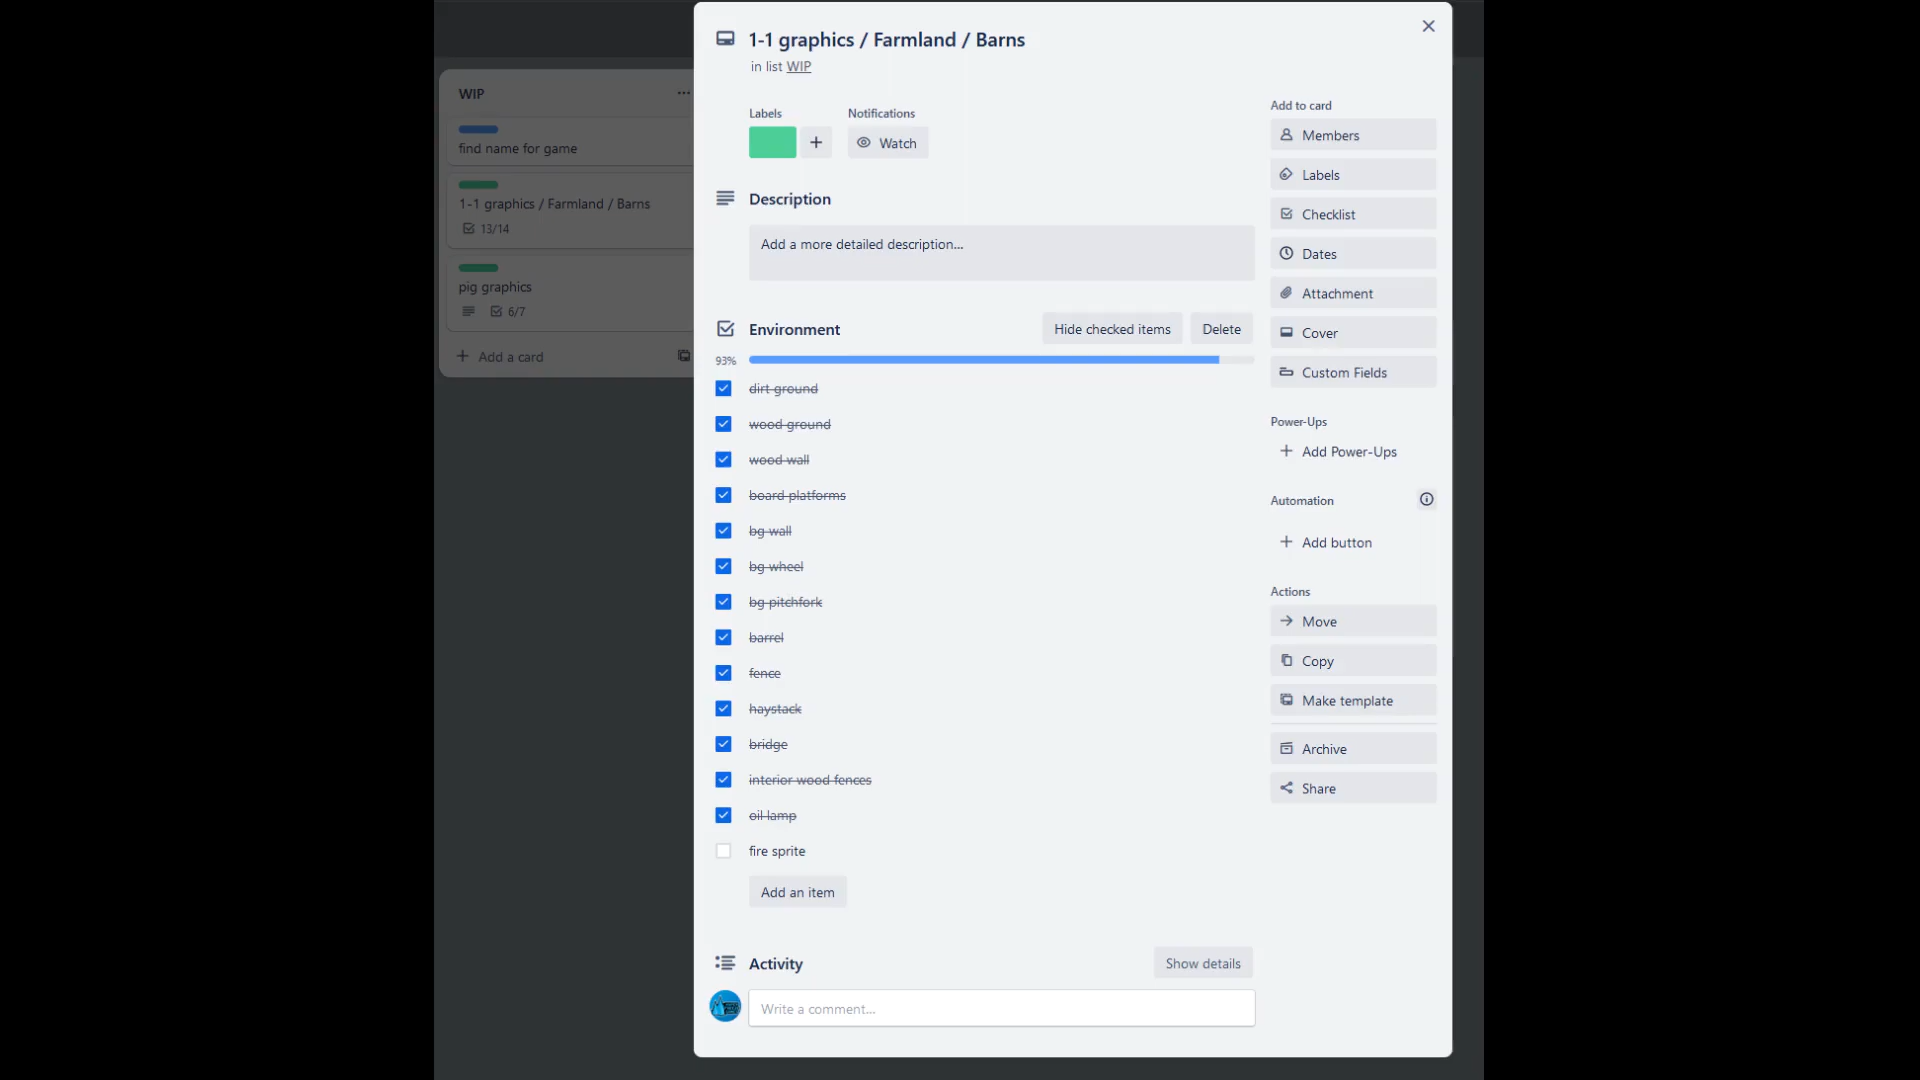 WIP
find name for game
1-1 graphics / Farmland / Barns
13/14
pig graphics
6/7
Add a card
1-1 graphics / Farmland / Barns
in list WIP
Labels
Notifications
Watch
Description
Add a more detailed description...
Environment
Hide checked items
Delete
93%
dirt ground
wood ground
wood wall
board platforms
bg wall
bg wheel
bg pitchfork
barrel
fence
haystack
bridge
interior wood fences
oil lamp
fire sprite
Add an item
Activity
Show details
Write a comment...
Add to card
Members
Labels
Checklist
Dates
Attachment
Cover
Custom Fields
Power-Ups
Add Power-Ups
Automation
Add button
Actions
Move
Copy
Make template
Archive
Share